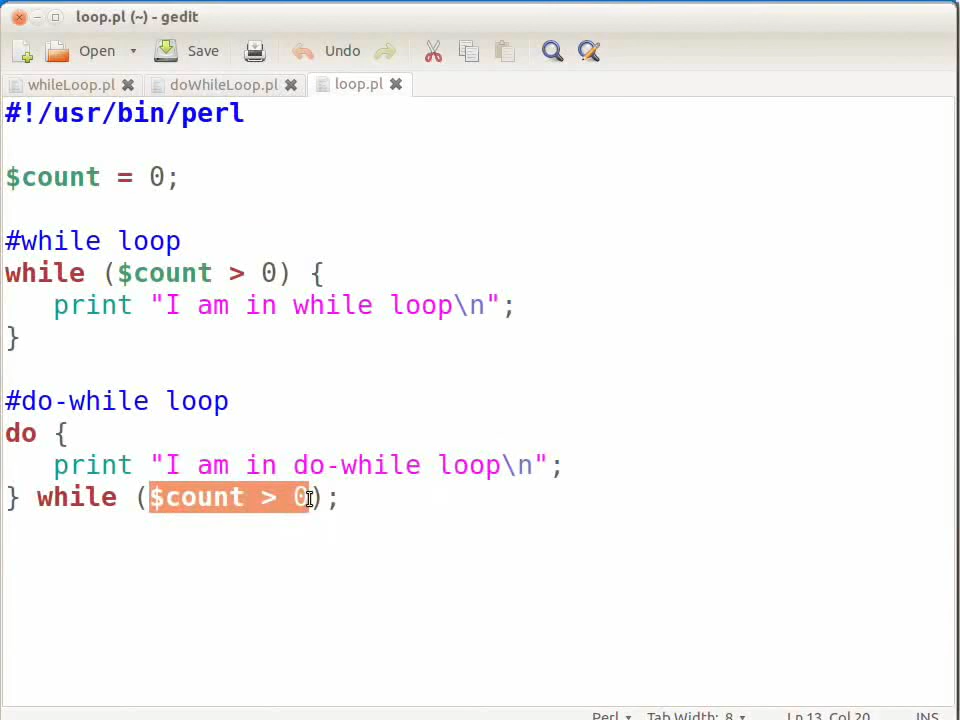 loop.pl (~) - gedit
Open Save Undo
whileLoop.pl doWhileLoop.pl loop.pl
#!/usr/bin/perl
$count = 0;
#while loop
while ($count > 0) {
print "I am in while loop\n";
}
#do-while loop
do {
print "I am in do-while loop\n";
} while ($count > 0);
Perl Tab Width: 8 Ln 13, Col 20 INS